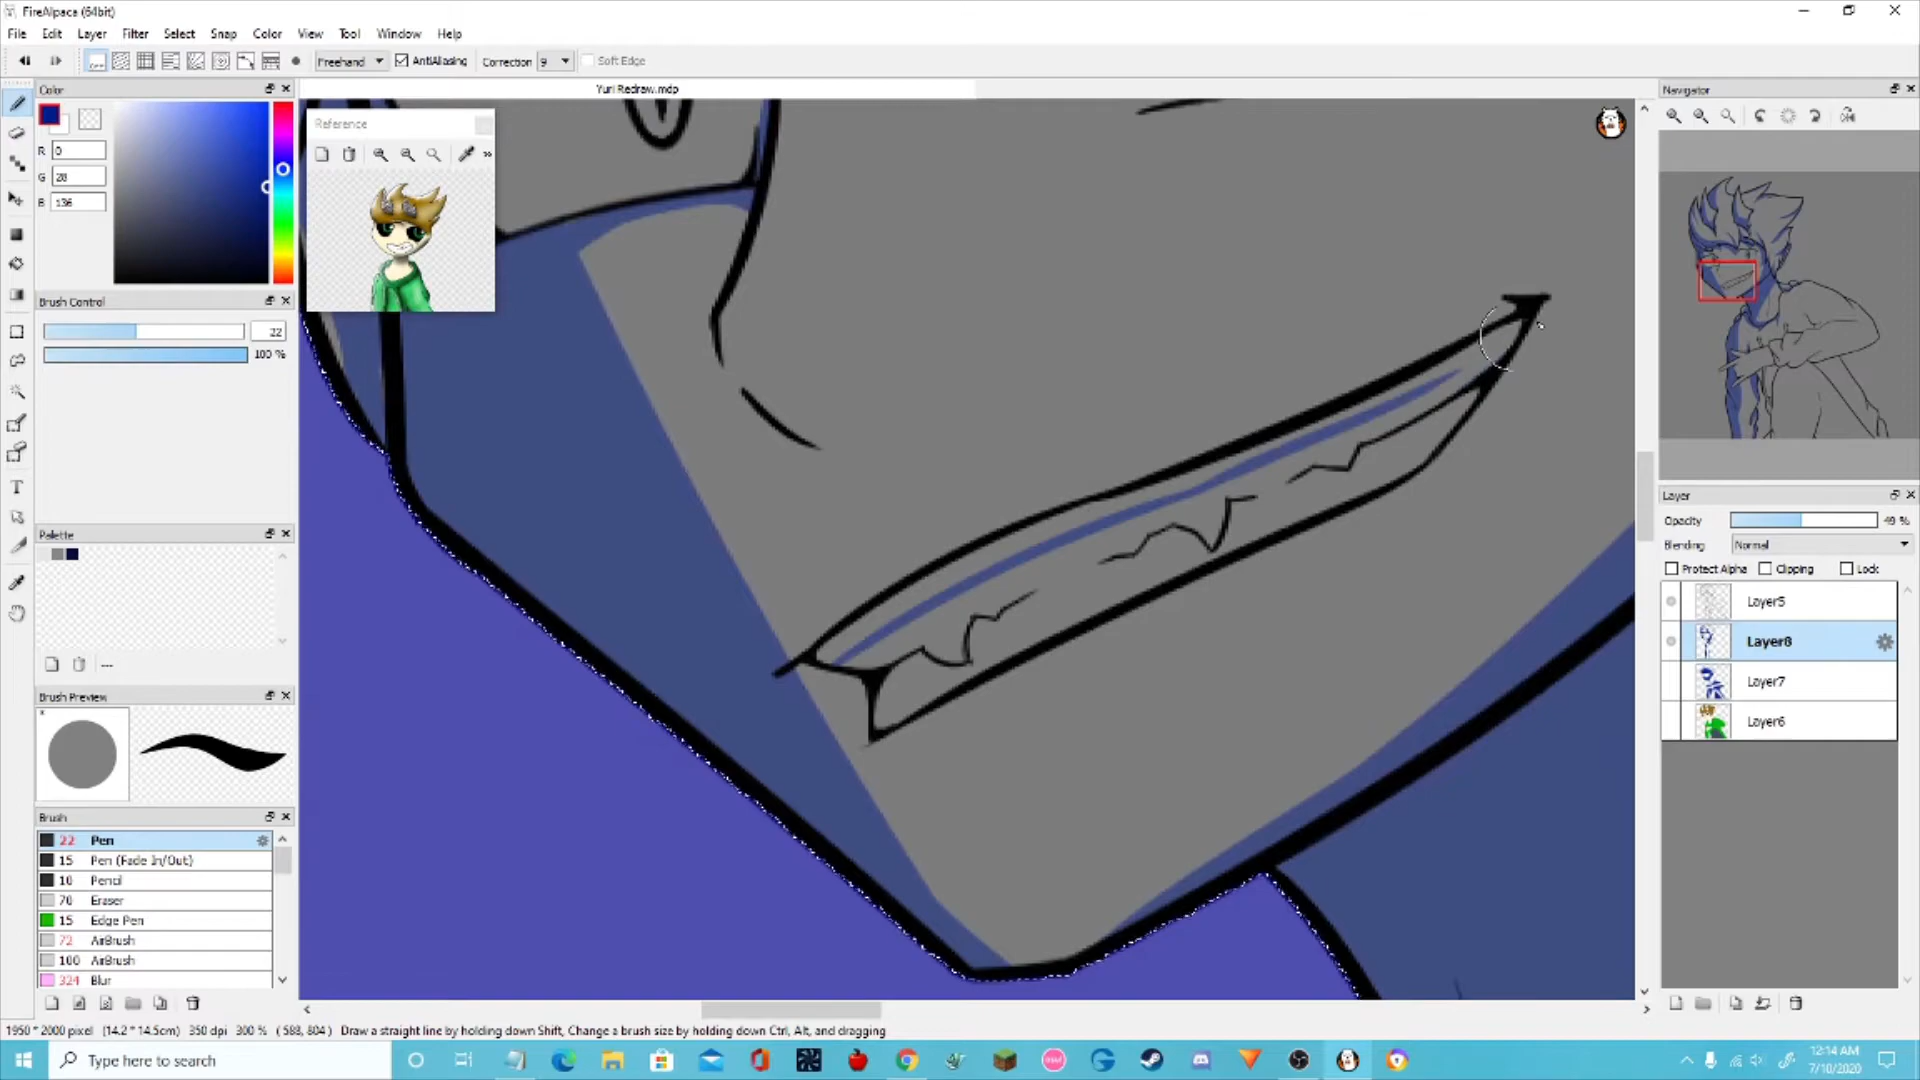 FireAlpaca (64bit)
File Edit Layer Filter Select Snap Color View Tool Window Help
Freehand AntiAliasing Correction 9 Soft Edge
Color
Yuri Redraw.mdp
Navigator
Reference
R 0
G 28
B 136
Brush Control
22
100 %
Layer
Opacity 49 %
Blending Normal
Protect Alpha Clipping Lock
Layer5
Layer8
Layer7
Layer6
Palette
---
Brush Preview
Brush
22 Pen
15 Pen (Fade In/Out)
10 Pencil
70 Eraser
15 Edge Pen
72 AirBrush
100 AirBrush
324 Blur
1950 * 2000 pixel (14.2 * 14.5cm) 350 dpi 300 % ( 588, 804 ) Draw a straight line by holding down Shift, Change a brush size by holding down Ctrl, Alt, and dragging
Type here to search
12:14 AM
7/10/2020